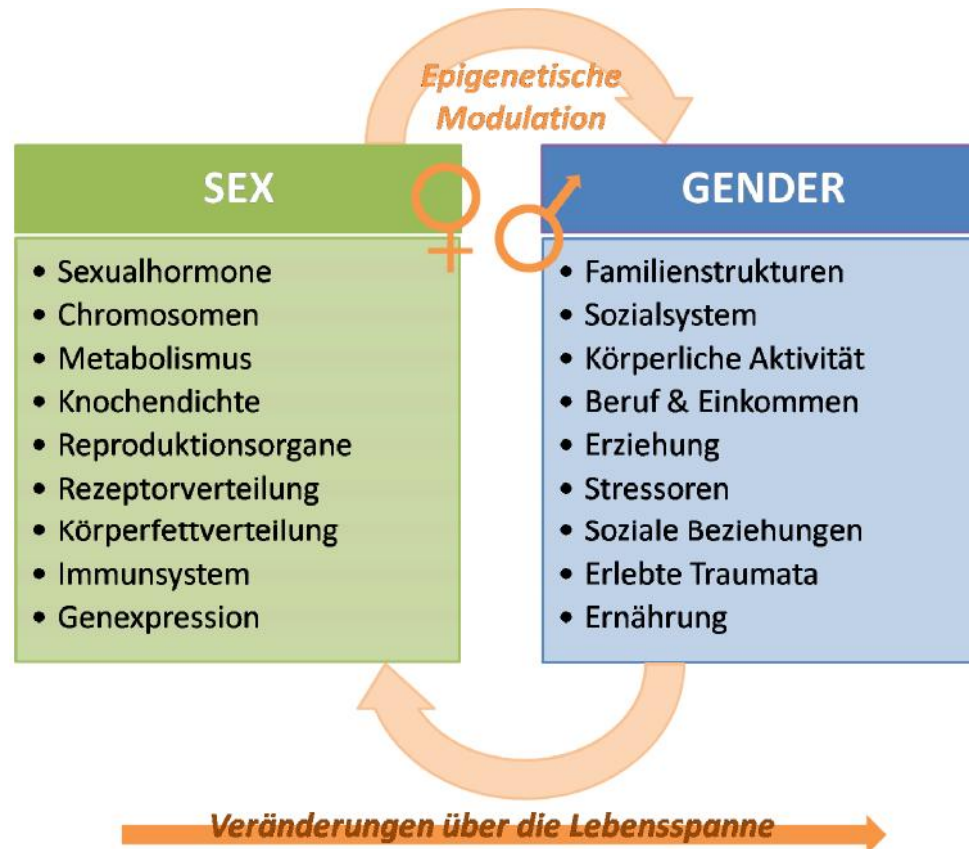 Epigenetische
Modulation
SEX
GENDER
• Sexualhormone
• Chromosomen
• Metabolismus
• Knochendichte
• Reproduktionsorgane
• Rezeptorverteilung
• Körperfettverteilung
• Immunsystem
• Genexpression
• Familienstrukturen
• Sozialsystem
• Körperliche Aktivität
• Beruf & Einkommen
• Erziehung
• Stressoren
• Soziale Beziehungen
• Erlebte Traumata
• Ernährung
Veränderungen über die Lebensspanne